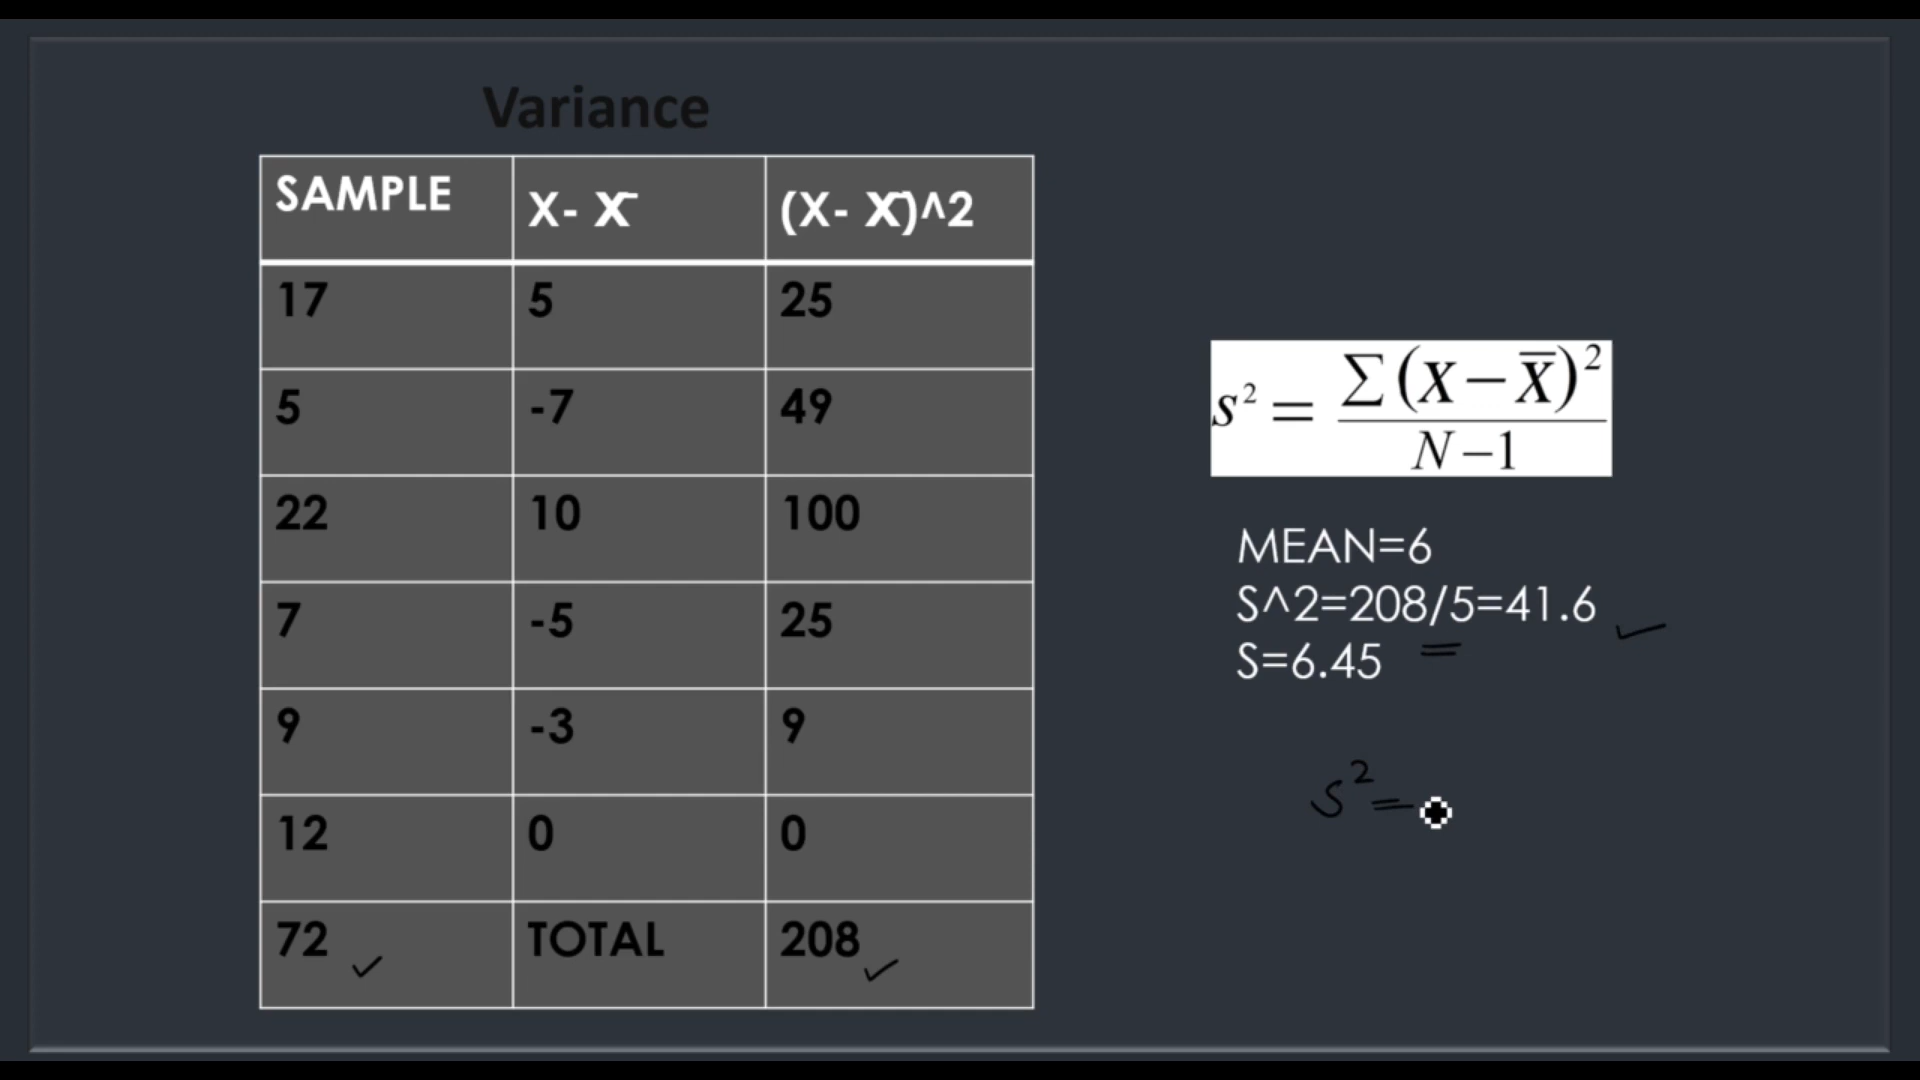 Variance
SAMPLE X- X̄ (X- X̄)^2
17 5 25
5 -7 49
22 10 100
7 -5 25
9 -3 9
12 0 0
72 ✓ TOTAL 208 ✓
s² = ∑(X−X̄)² / N−1
MEAN=6
S^2=208/5=41.6 ✓
S=6.45 =
S²=